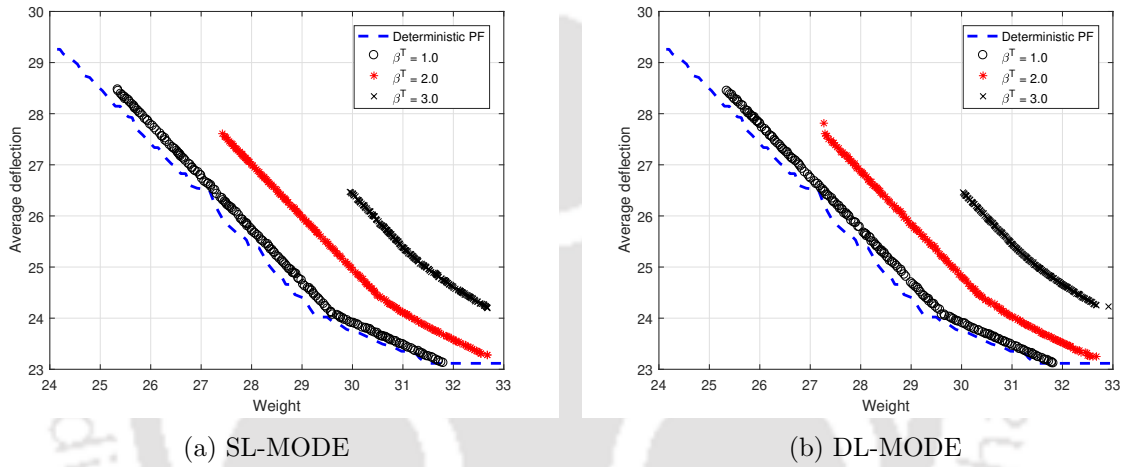 30
29
28
27
26
25
24
23
24 25 26 27 28 29 30 31 32 33
Average deflection
Weight
Deterministic PF
β^T = 1.0
β^T = 2.0
β^T = 3.0
(a) SL-MODE
30
29
28
27
26
25
24
23
24 25 26 27 28 29 30 31 32 33
Average deflection
Weight
Deterministic PF
β^T = 1.0
β^T = 2.0
β^T = 3.0
(b) DL-MODE